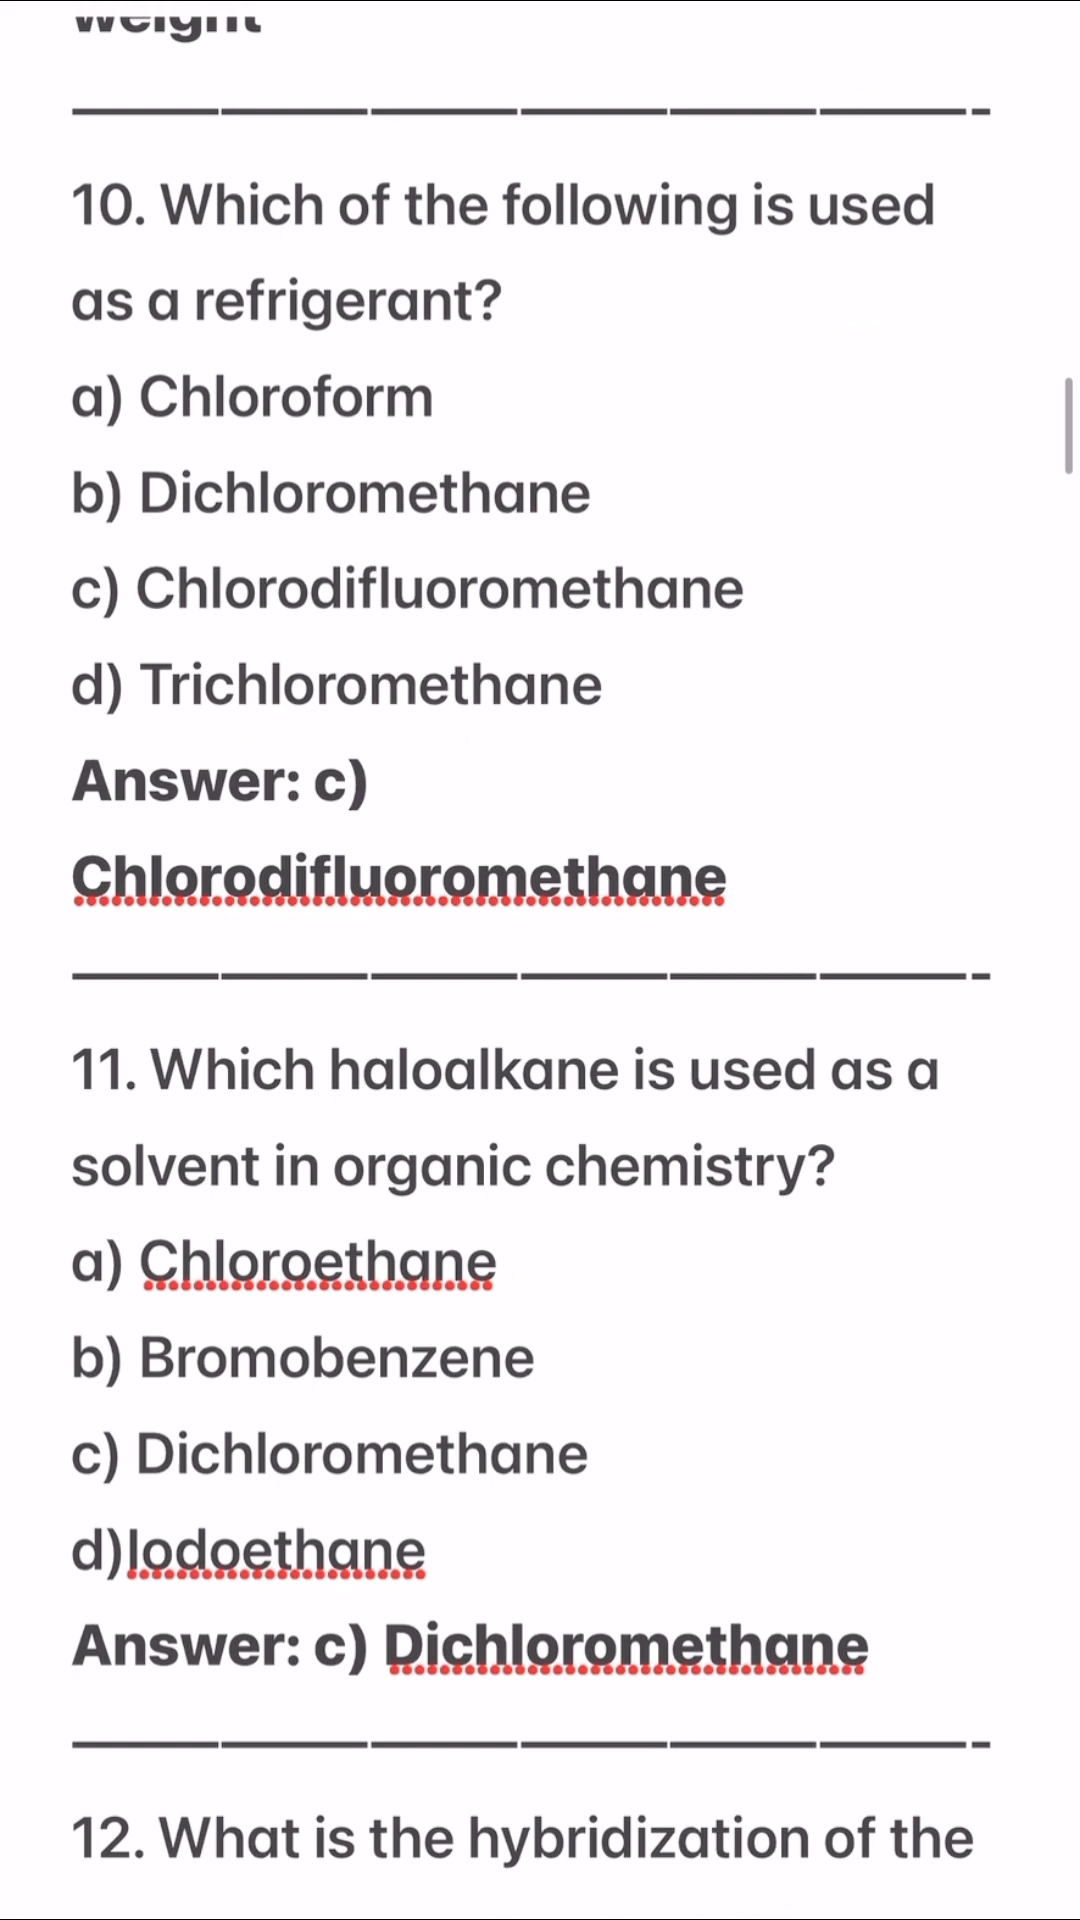 weight
——————-
10. Which of the following is used
as a refrigerant?
a) Chloroform
b) Dichloromethane
c) Chlorodifluoromethane
d) Trichloromethane
Answer: c)
Chlorodifluoromethane
——————-
11. Which haloalkane is used as a
solvent in organic chemistry?
a) Chloroethane
b) Bromobenzene
c) Dichloromethane
d)Iodoethane
Answer: c) Dichloromethane
——————-
12. What is the hybridization of the